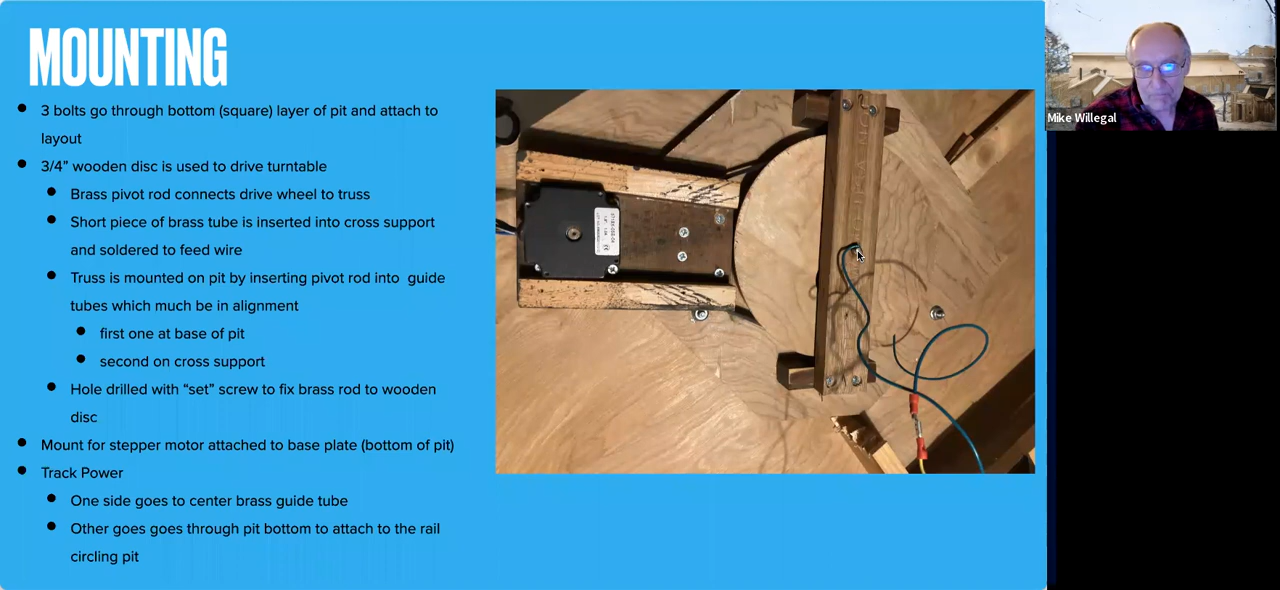 MOUNTING
3 bolts go through bottom (square) layer of pit and attach to
layout
3/4” wooden disc is used to drive turntable
Brass pivot rod connects drive wheel to truss
Short piece of brass tube is inserted into cross support
and soldered to feed wire
Truss is mounted on pit by inserting pivot rod into guide
tubes which much be in alignment
first one at base of pit
second on cross support
Hole drilled with “set” screw to fix brass rod to wooden
disc
Mount for stepper motor attached to base plate (bottom of pit)
Track Power
One side goes to center brass guide tube
Other goes goes through pit bottom to attach to the rail
circling pit
Mike Willegal